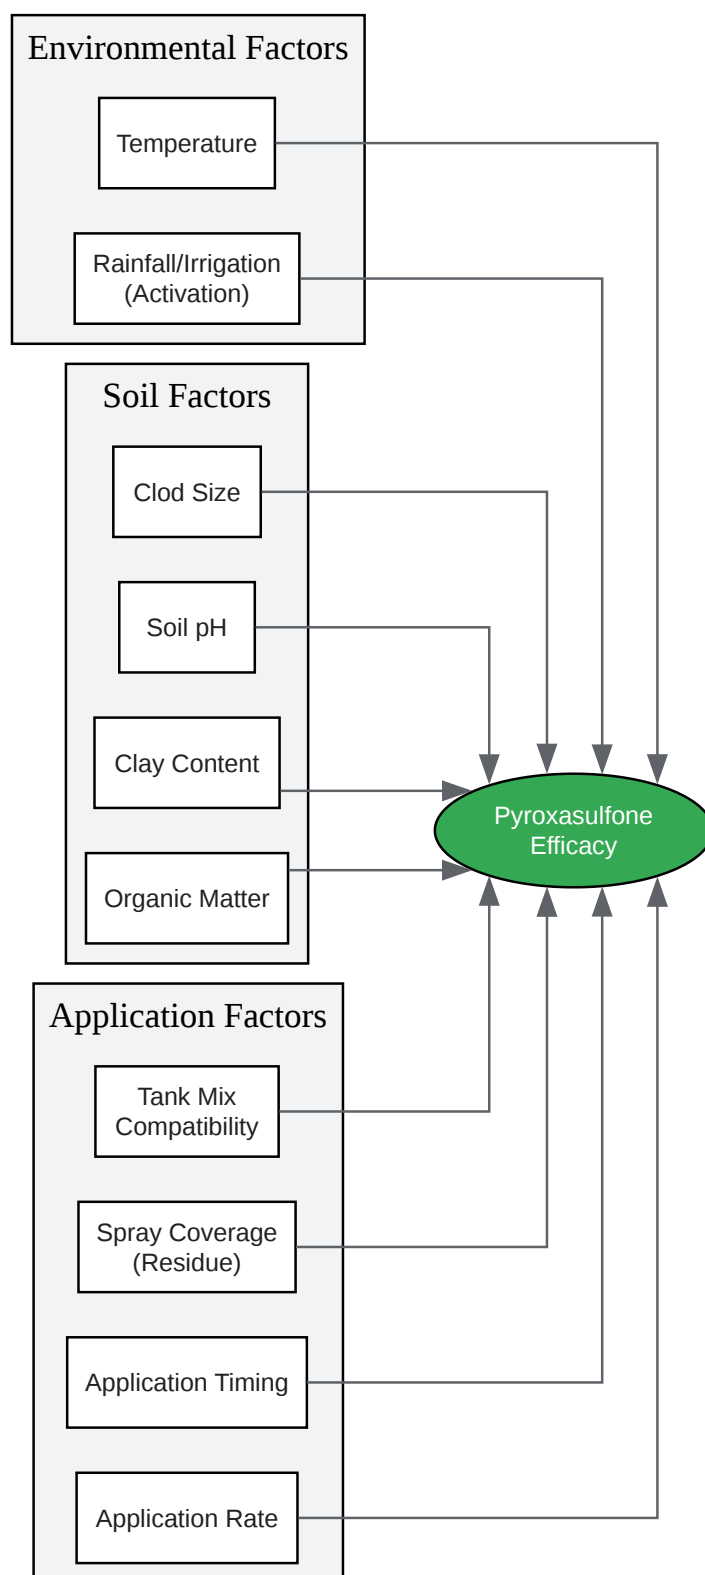 Environmental Factors
Temperature
Rainfall/Irrigation
(Activation)
Soil Factors
Clod Size
Soil pH
Clay Content
Organic Matter
Pyroxasulfone
Efficacy
Application Factors
Tank Mix
Compatibility
Spray Coverage
(Residue)
Application Timing
Application Rate